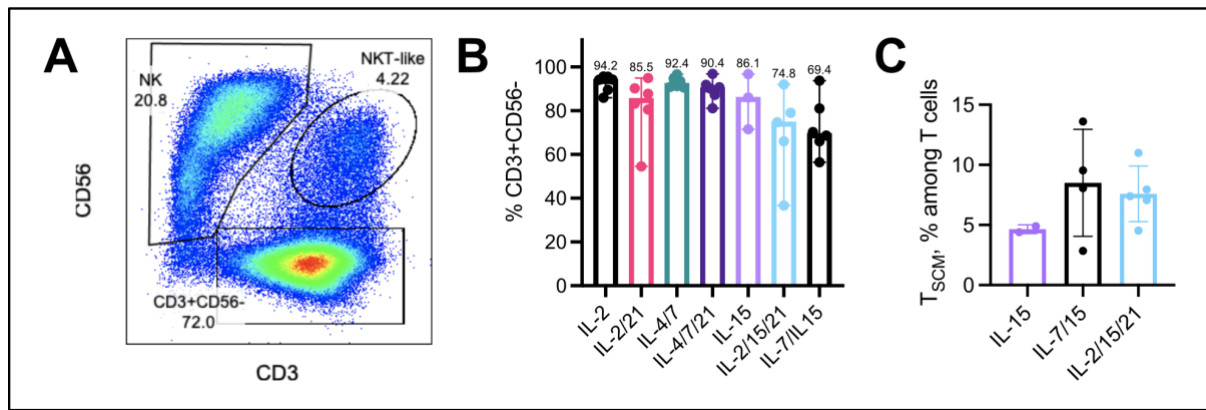 A
NK
20.8
NKT-like
4.22
CD3+CD56-
72.0
CD56
CD3
B
94.2 85.5 92.4 90.4 86.1 74.8 69.4
100
80
60
40
20
0
% CD3+CD56-
IL-2
IL-2/21
IL-4/7
IL-4/7/21
IL-15
IL-2/15/21
IL-7/IL15
C
15
10
5
0
TSCM, % among T cells
IL-15
IL-7/15
IL-2/15/21